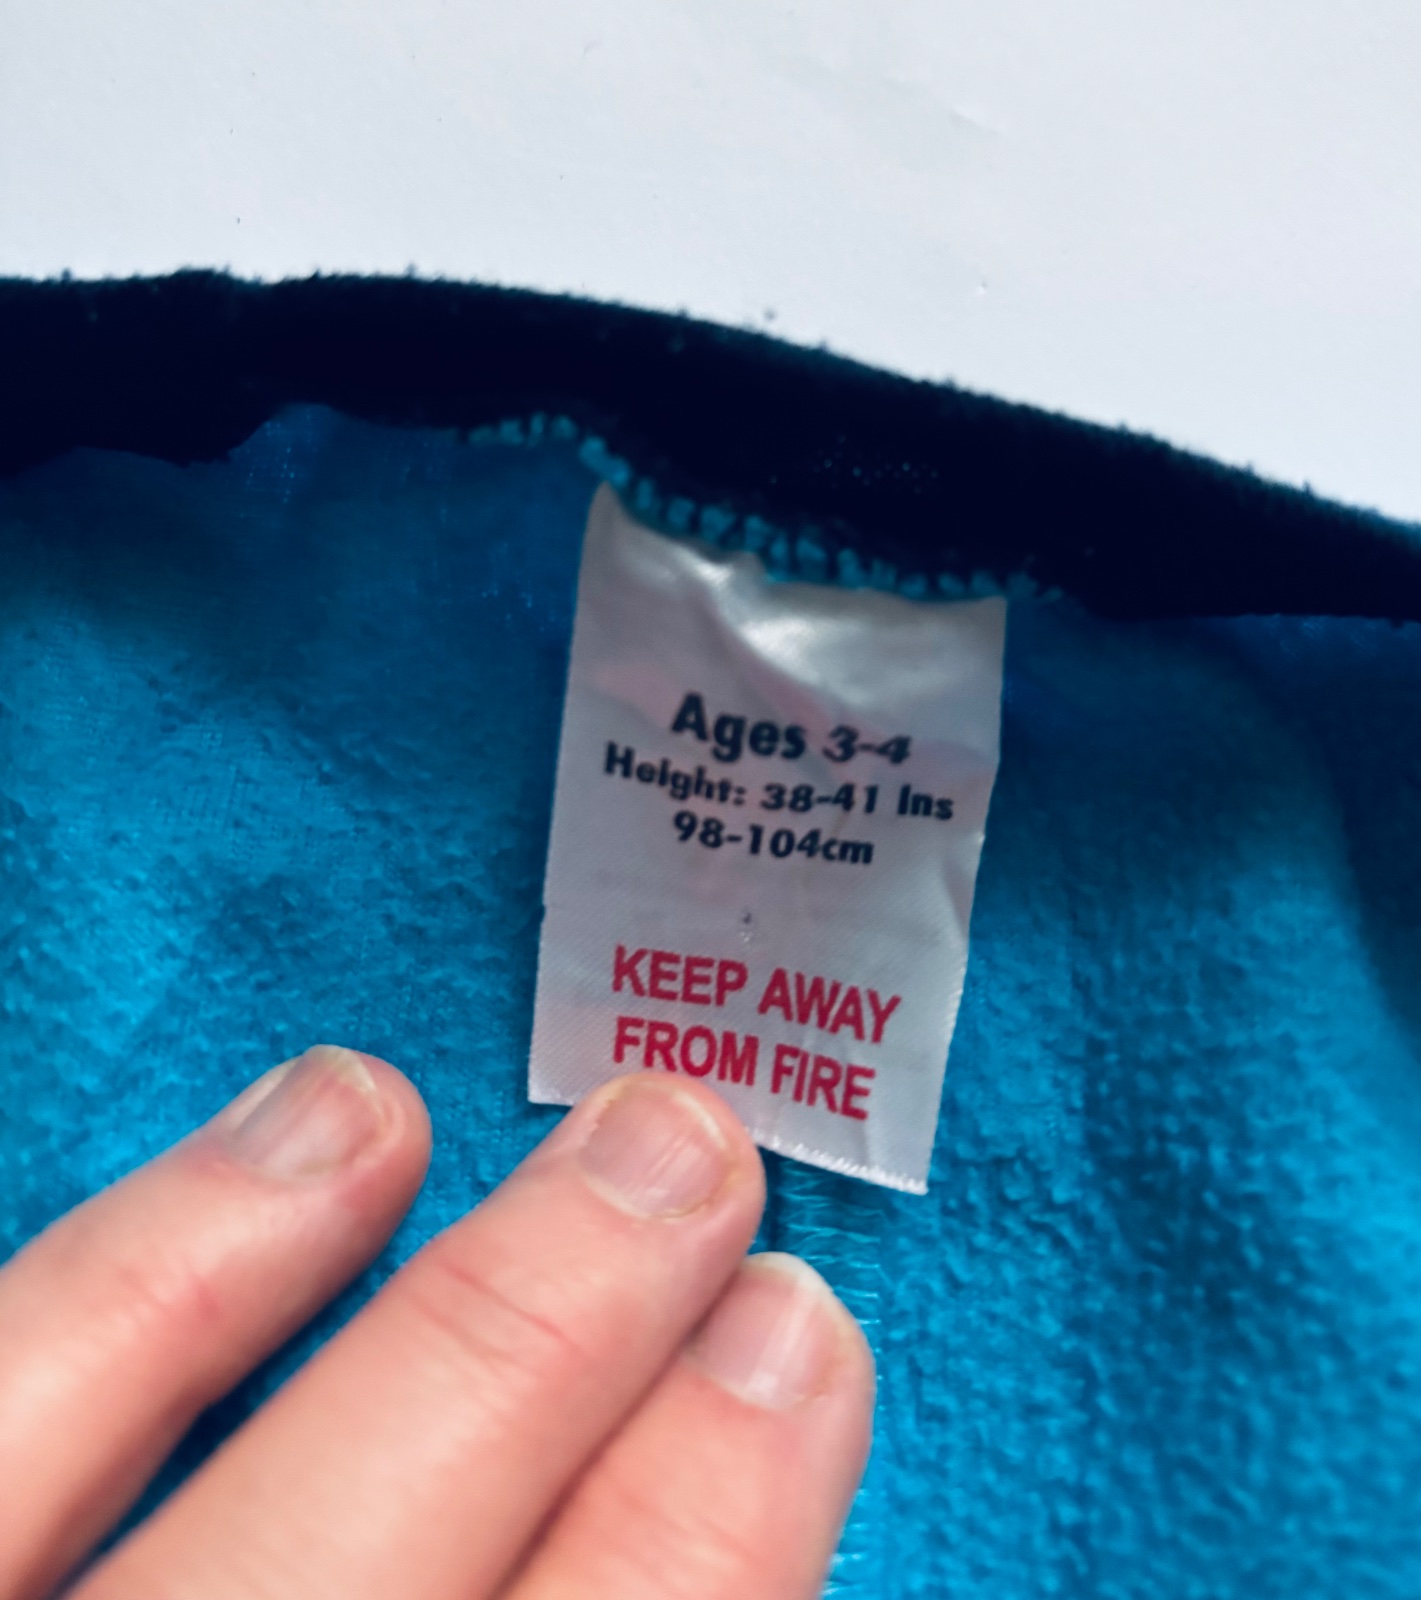 Ages 3-4
Height: 38-41 Ins
98-104cm
KEEP AWAY
FROM FIRE